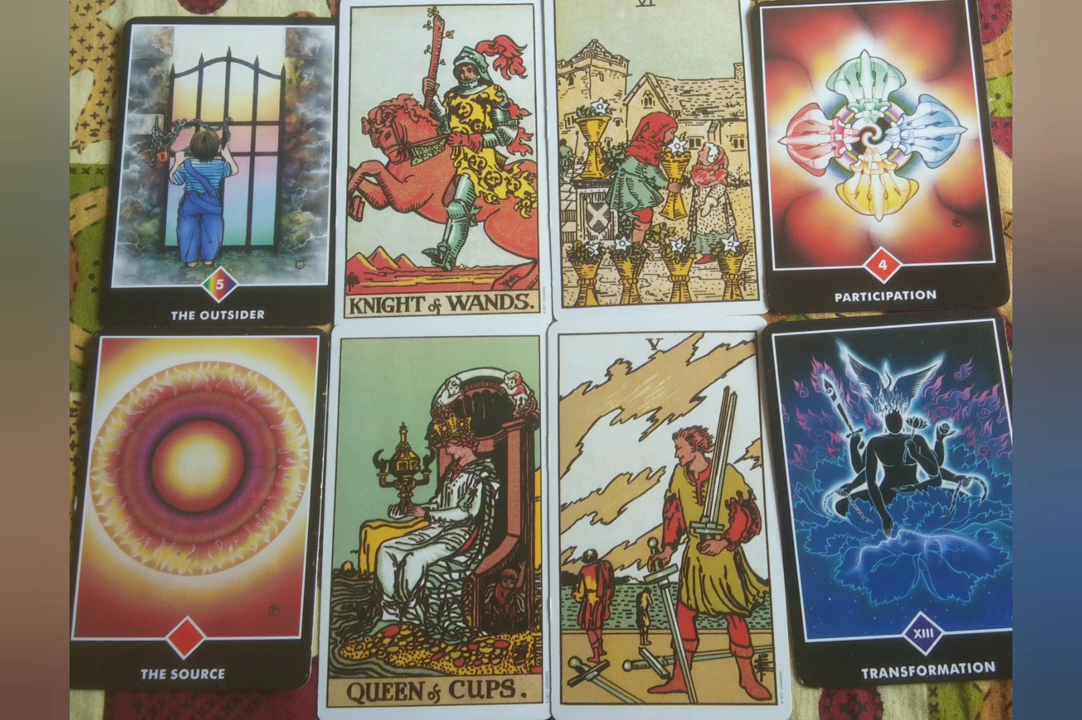 VI
5
THE OUTSIDER
KNIGHT of WANDS.
4
PARTICIPATION
V
THE SOURCE
QUEEN of CUPS.
XIII
TRANSFORMATION